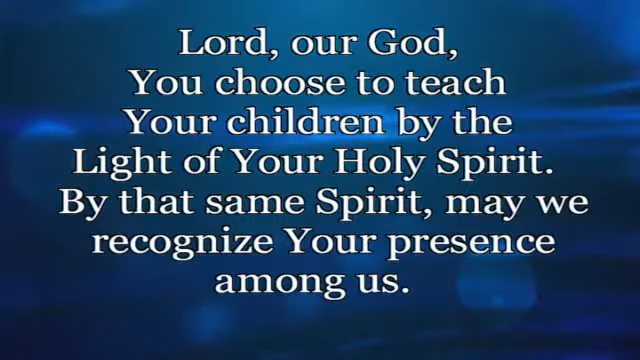 Lord, our God,
You choose to teach
Your children by the
Light of Your Holy Spirit.
By that same Spirit, may we
recognize Your presence
among us.